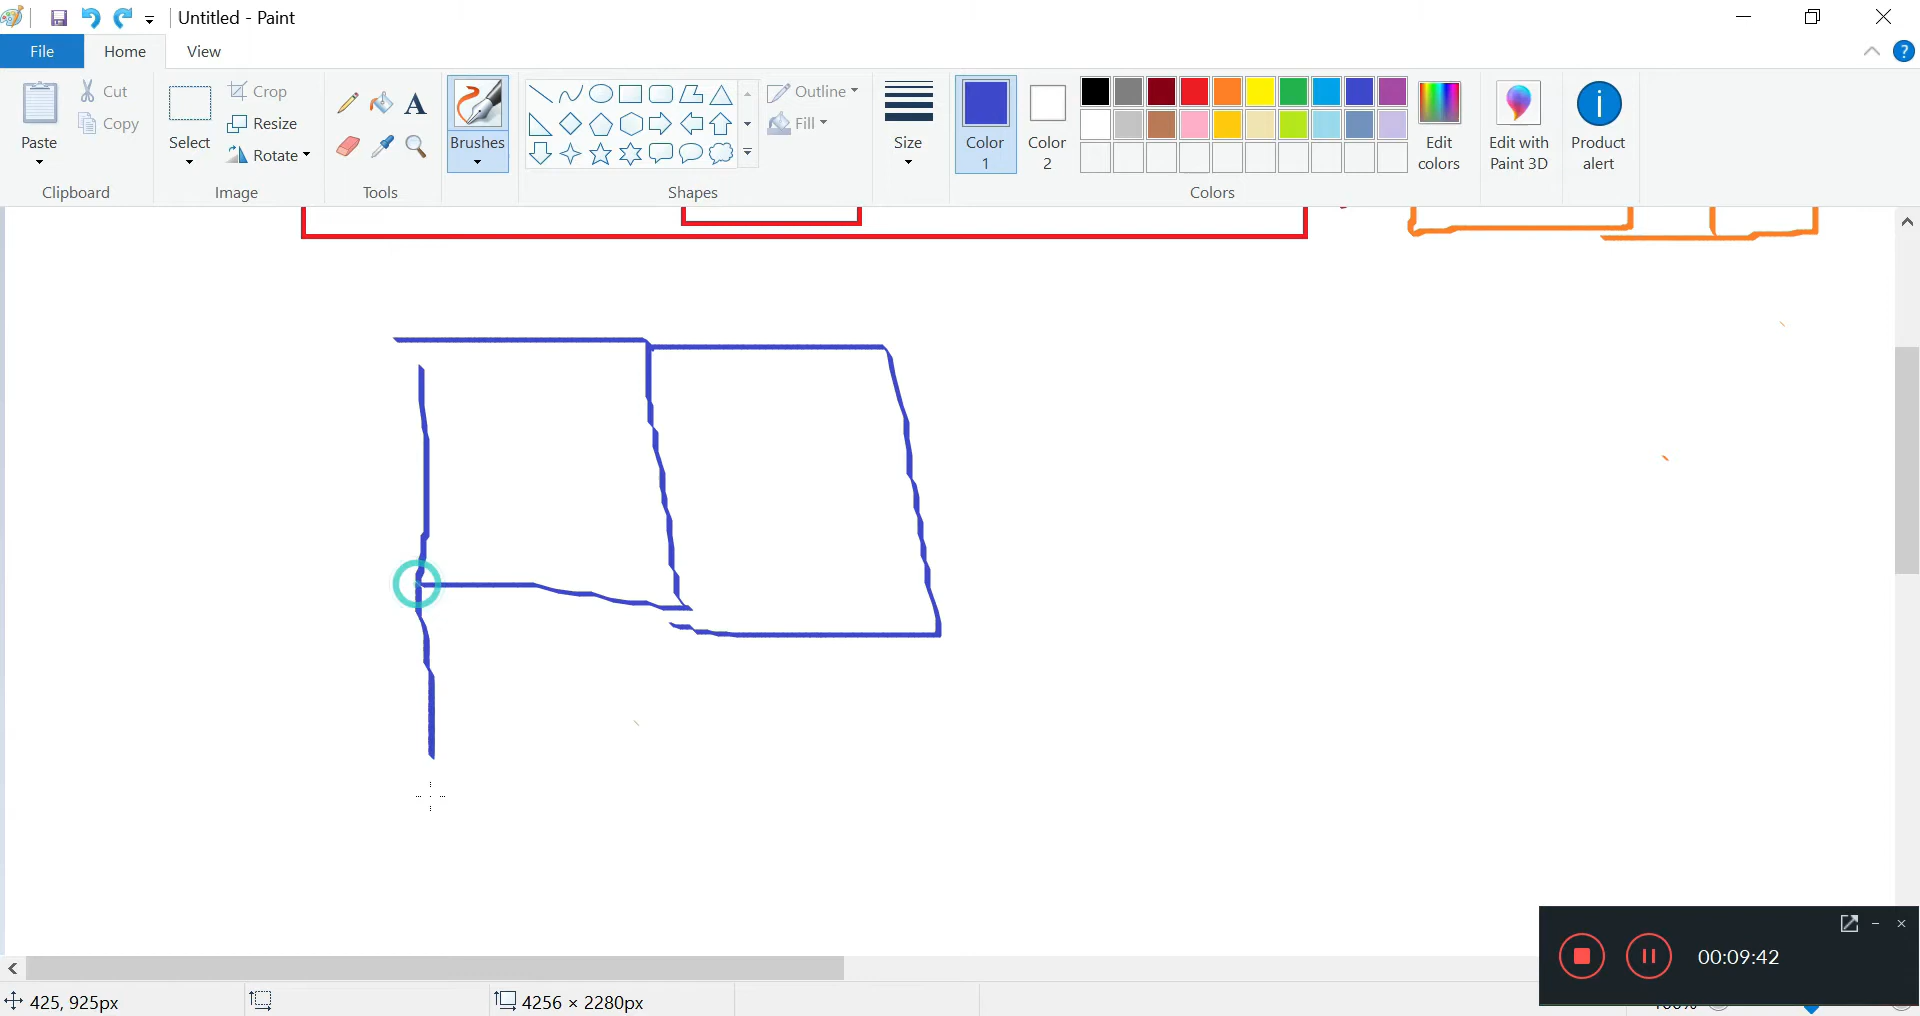 Untitled - Paint
File Home View
Paste
Cut
Copy
Clipboard
Select
Crop
Resize
Rotate
Image
A
Tools
Brushes
Outline
Fill
Shapes
Size
Color 1
Color 2
Edit colors
Colors
Edit with Paint 3D
Product alert
00:09:42
425, 925px
4256 × 2280px